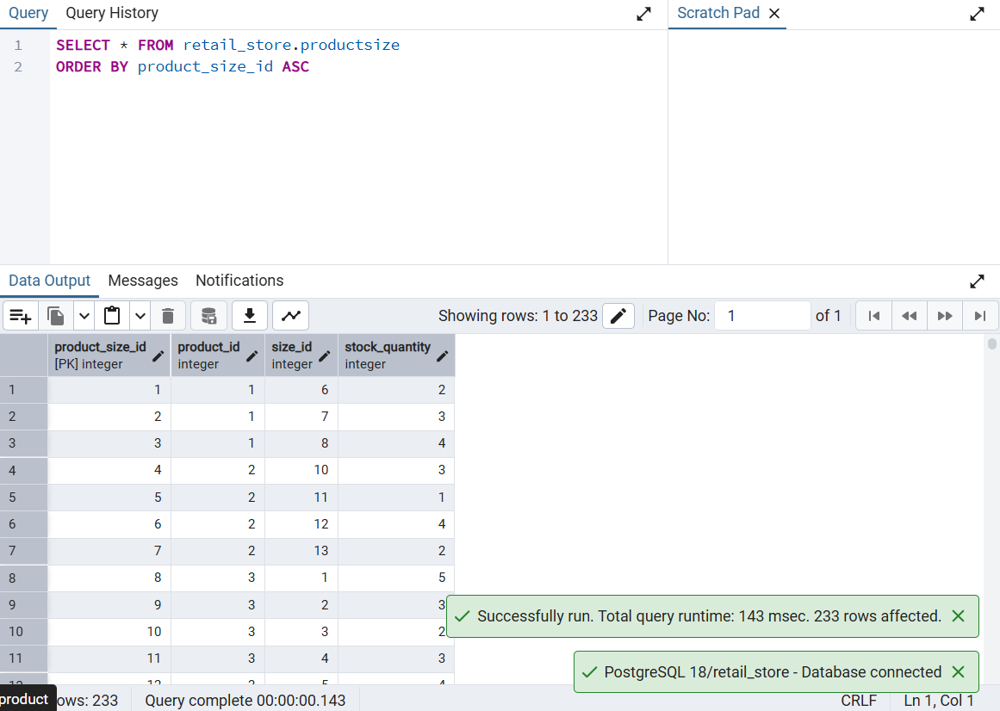 Query Query History Scratch Pad
1 SELECT * FROM retail_store.productsize
2 ORDER BY product_size_id ASC
Data Output Messages Notifications
Showing rows: 1 to 233 Page No: 1 of 1
product_size_id product_id size_id stock_quantity
[PK] integer integer integer integer
1 1 1 6 2
2 2 1 7 3
3 3 1 8 4
4 4 2 10 3
5 5 2 11 1
6 6 2 12 4
7 7 2 13 2
8 8 3 1 5
9 9 3 2 3
Successfully run. Total query runtime: 143 msec. 233 rows affected.
10 10 3 3 2
11 11 3 4 3
PostgreSQL 18/retail_store - Database connected
12 12 3 5 4
product ows: 233 Query complete 00:00:00.143 CRLF Ln 1, Col 1